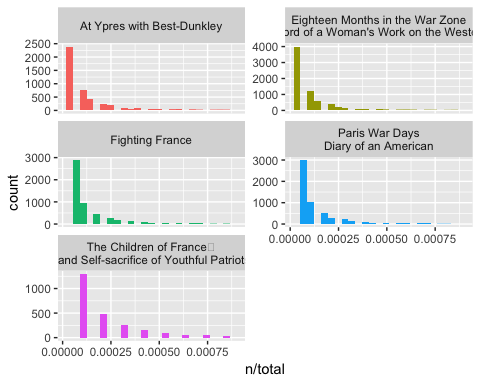 At Ypres with Best-Dunkley
Eighteen Months in the War Zone
ord of a Woman's Work on the West
2500
2000
1500
1000
500
0
4000
3000
2000
1000
0
Fighting France
Paris War Days
Diary of an American
3000
2000
1000
0
3000
2000
1000
0
0.00000 0.00025 0.00050 0.00075
The Children of France
and Self-sacrifice of Youthful Patriot
1000
500
0
0.00000 0.00025 0.00050 0.00075
count
n/total